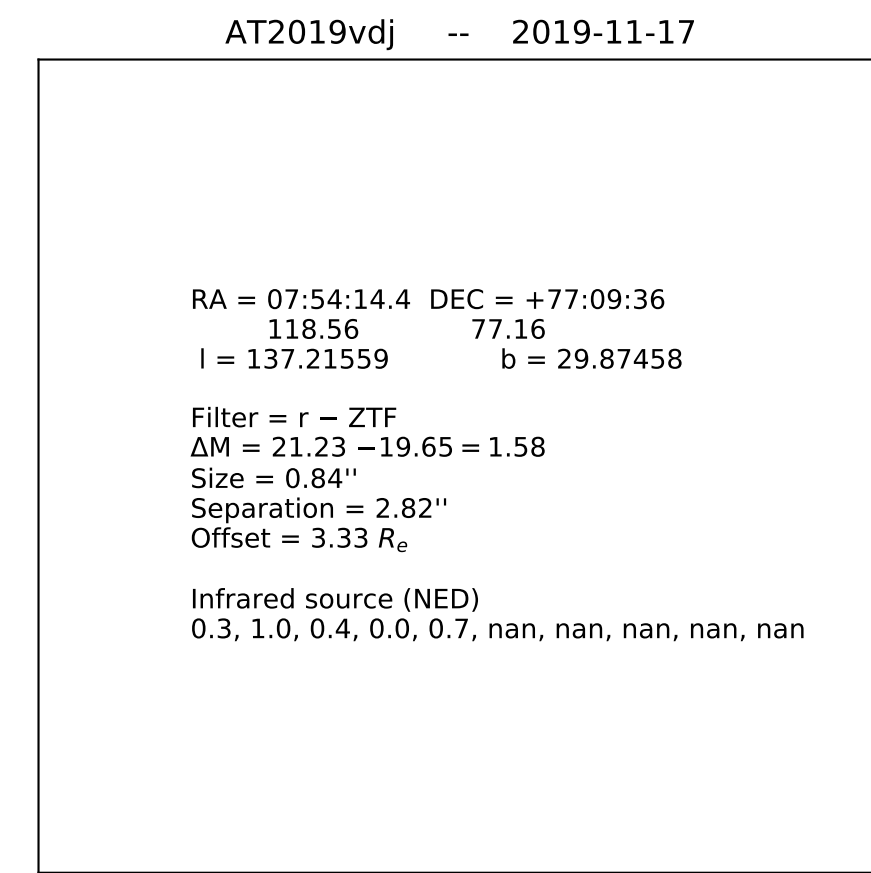 AT2019vdj -- 2019-11-17
RA = 07:54:14.4 DEC = +77:09:36
118.56 77.16
l = 137.21559 b = 29.87458
Filter = r − ZTF
ΔM = 21.23 −19.65 = 1.58
Size = 0.84''
Separation = 2.82''
Offset = 3.33 Rₑ
Infrared source (NED)
0.3, 1.0, 0.4, 0.0, 0.7, nan, nan, nan, nan, nan